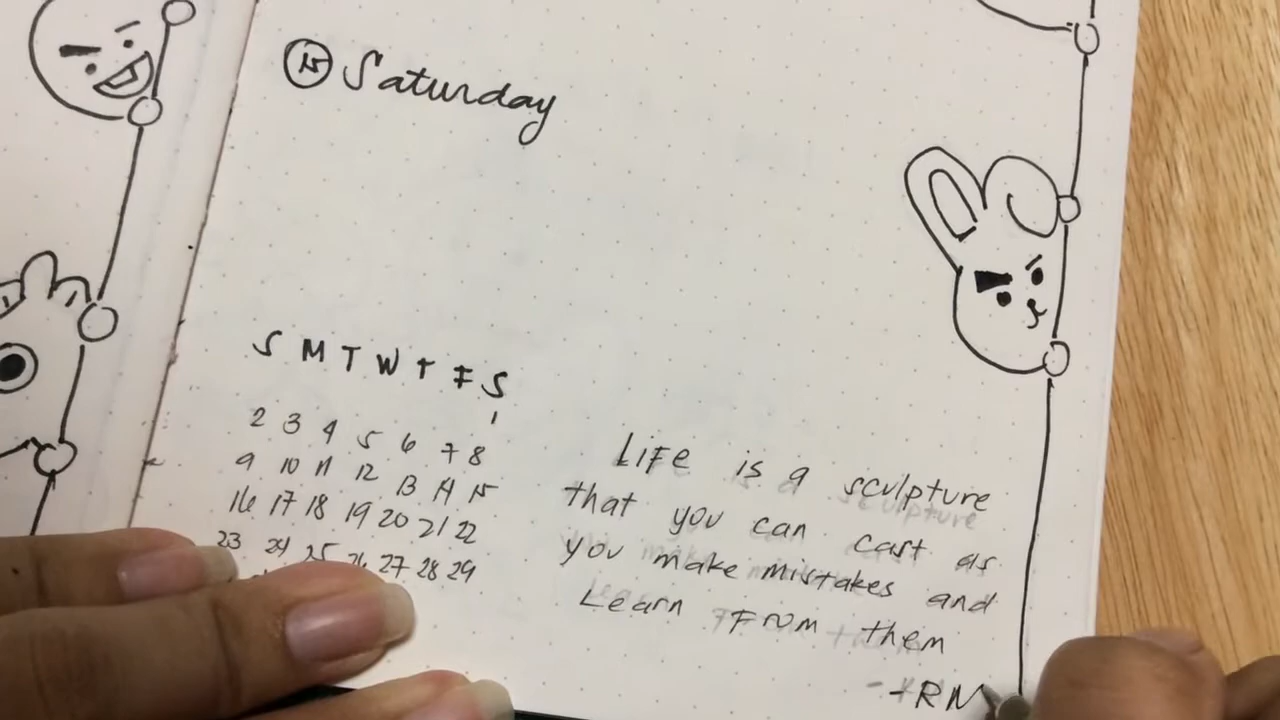 15 Saturday
S M T W T F S
1
2 3 4 5 6 7 8
9 10 11 12 13 14 15
16 17 18 19 20 21 22
23 24 25 26 27 28 29
Life is a sculpture
that you can cast as
you make mistakes and
Learn From them
- RM